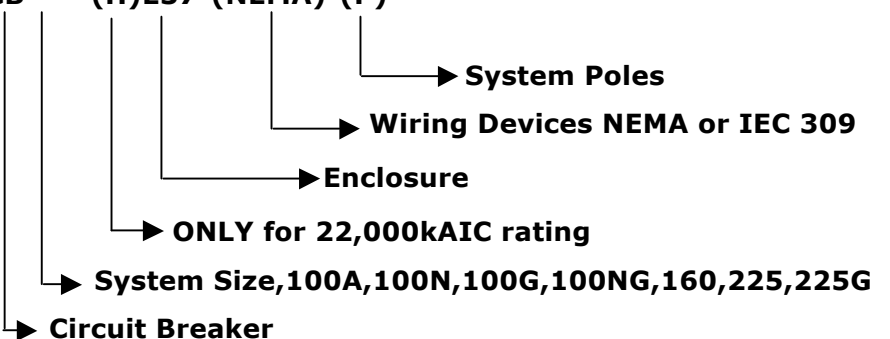 System Poles
Wiring Devices NEMA or IEC 309
Enclosure
ONLY for 22,000kAIC rating
System Size,100A,100N,100G,100NG,160,225,225G
Circuit Breaker